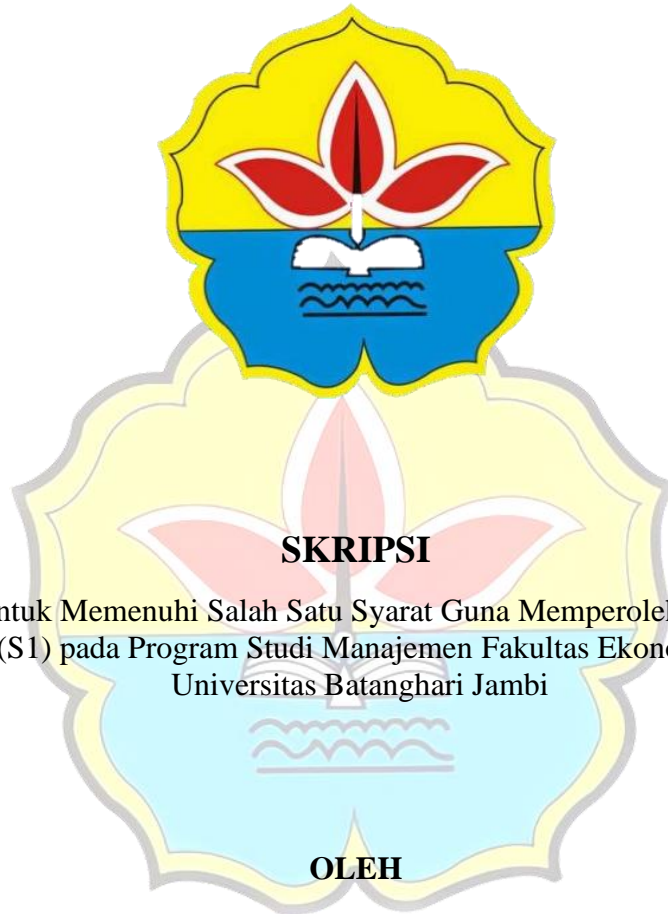 SKRIPSI
ntuk Memenuhi Salah Satu Syarat Guna Memperoleh
(S1) pada Program Studi Manajemen Fakultas Ekono
Universitas Batanghari Jambi
OLEH